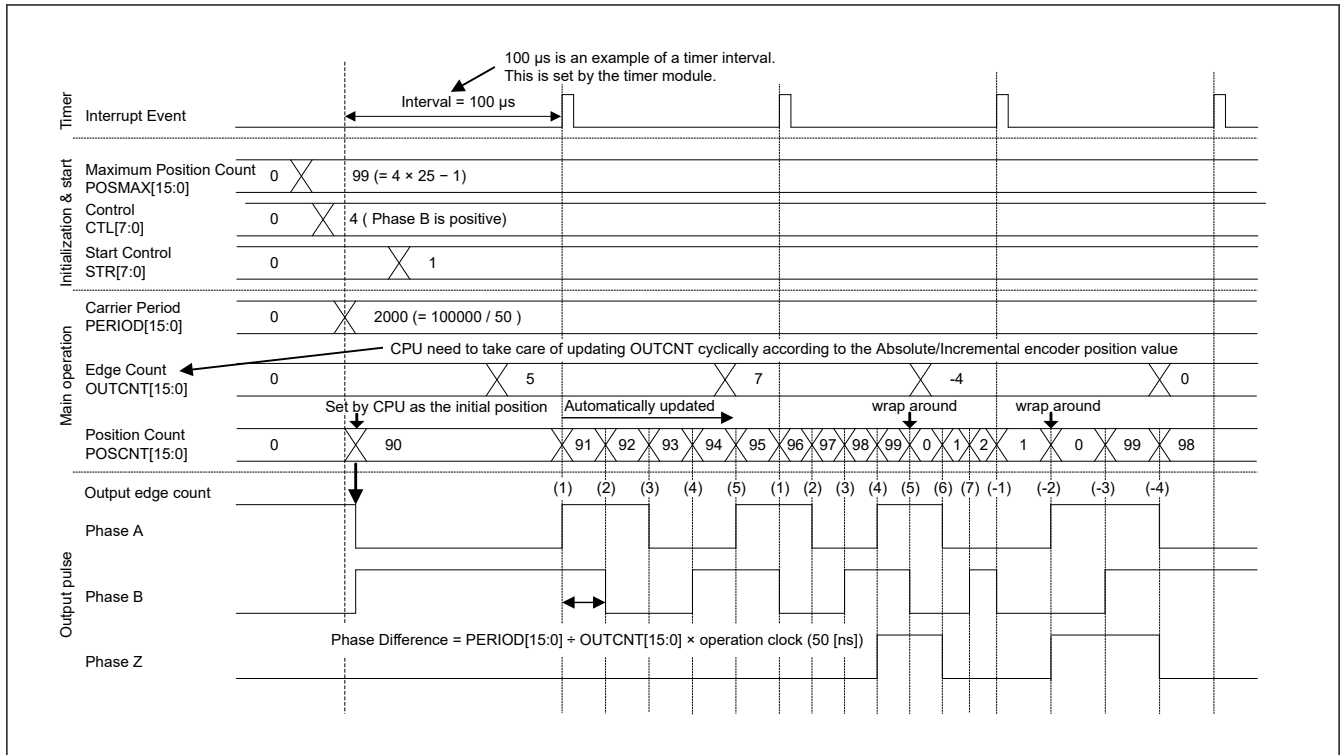 100 µs is an example of a timer interval.
This is set by the timer module.
Timer
Interrupt Event
Interval = 100 µs
Initialization & start
Maximum Position Count
POSMAX[15:0]
0
99 (= 4 × 25 − 1)
Control
CTL[7:0]
0
4 ( Phase B is positive)
Start Control
STR[7:0]
0
1
Main operation
Carrier Period
PERIOD[15:0]
0
2000 (= 100000 / 50 )
CPU need to take care of updating OUTCNT cyclically according to the Absolute/Incremental encoder position value
Edge Count
OUTCNT[15:0]
0 5 7 -4 0
Set by CPU as the initial position
Automatically updated
wrap around
wrap around
Position Count
POSCNT[15:0]
0 90 91 92 93 94 95 96 97 98 99 0 1 2 1 0 99 98
Output edge count
(1) (2) (3) (4) (5) (1) (2) (3) (4) (5) (6) (7) (-1) (-2) (-3) (-4)
Output pulse
Phase A
Phase B
Phase Difference = PERIOD[15:0] ÷ OUTCNT[15:0] × operation clock (50 [ns])
Phase Z